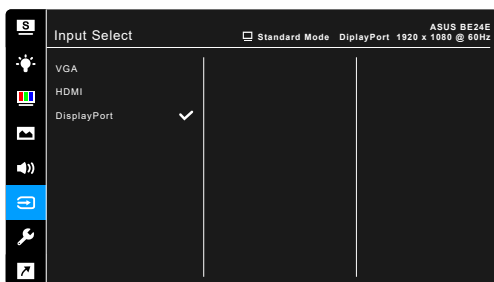 S
Input Select
Standard Mode DiplayPort 1920 x 1080 @ 60Hz
ASUS BE24E
VGA
HDMI
DisplayPort